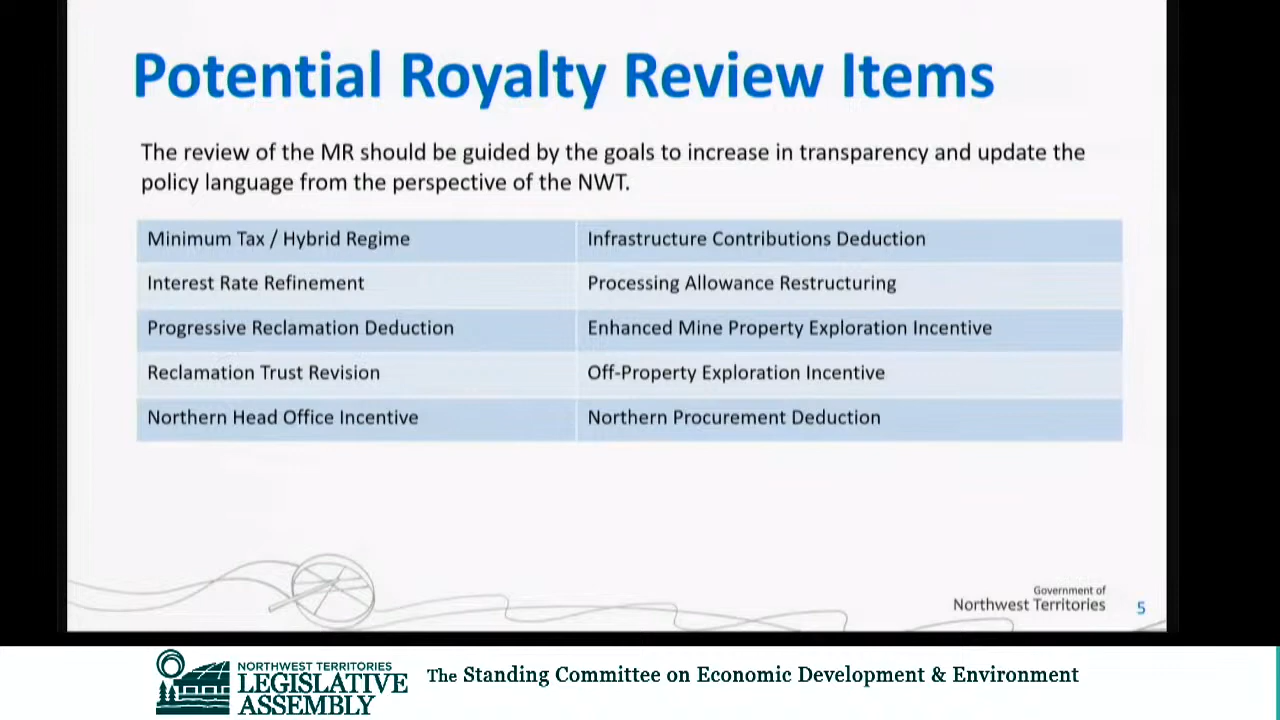 Potential Royalty Review Items
The review of the MR should be guided by the goals to increase in transparency and update the
policy language from the perspective of the NWT.
Minimum Tax / Hybrid Regime
Infrastructure Contributions Deduction
Interest Rate Refinement
Processing Allowance Restructuring
Progressive Reclamation Deduction
Enhanced Mine Property Exploration Incentive
Reclamation Trust Revision
Off-Property Exploration Incentive
Northern Head Office Incentive
Northern Procurement Deduction
Government of
Northwest Territories
5
NORTHWEST TERRITORIES
LEGISLATIVE
ASSEMBLY
The Standing Committee on Economic Development & Environment